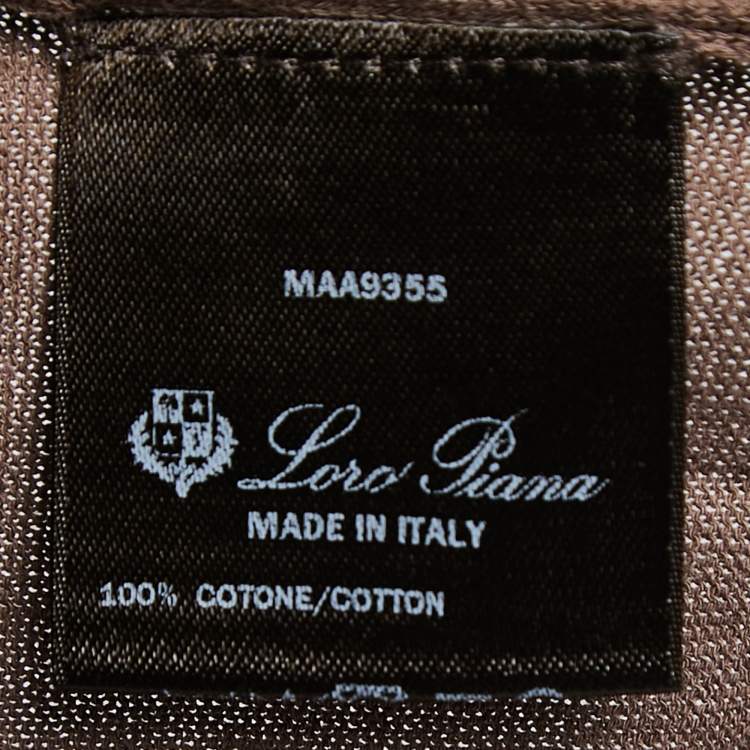 MAA9355
Loro Piana
MADE IN ITALY
100% COTONE/COTTON